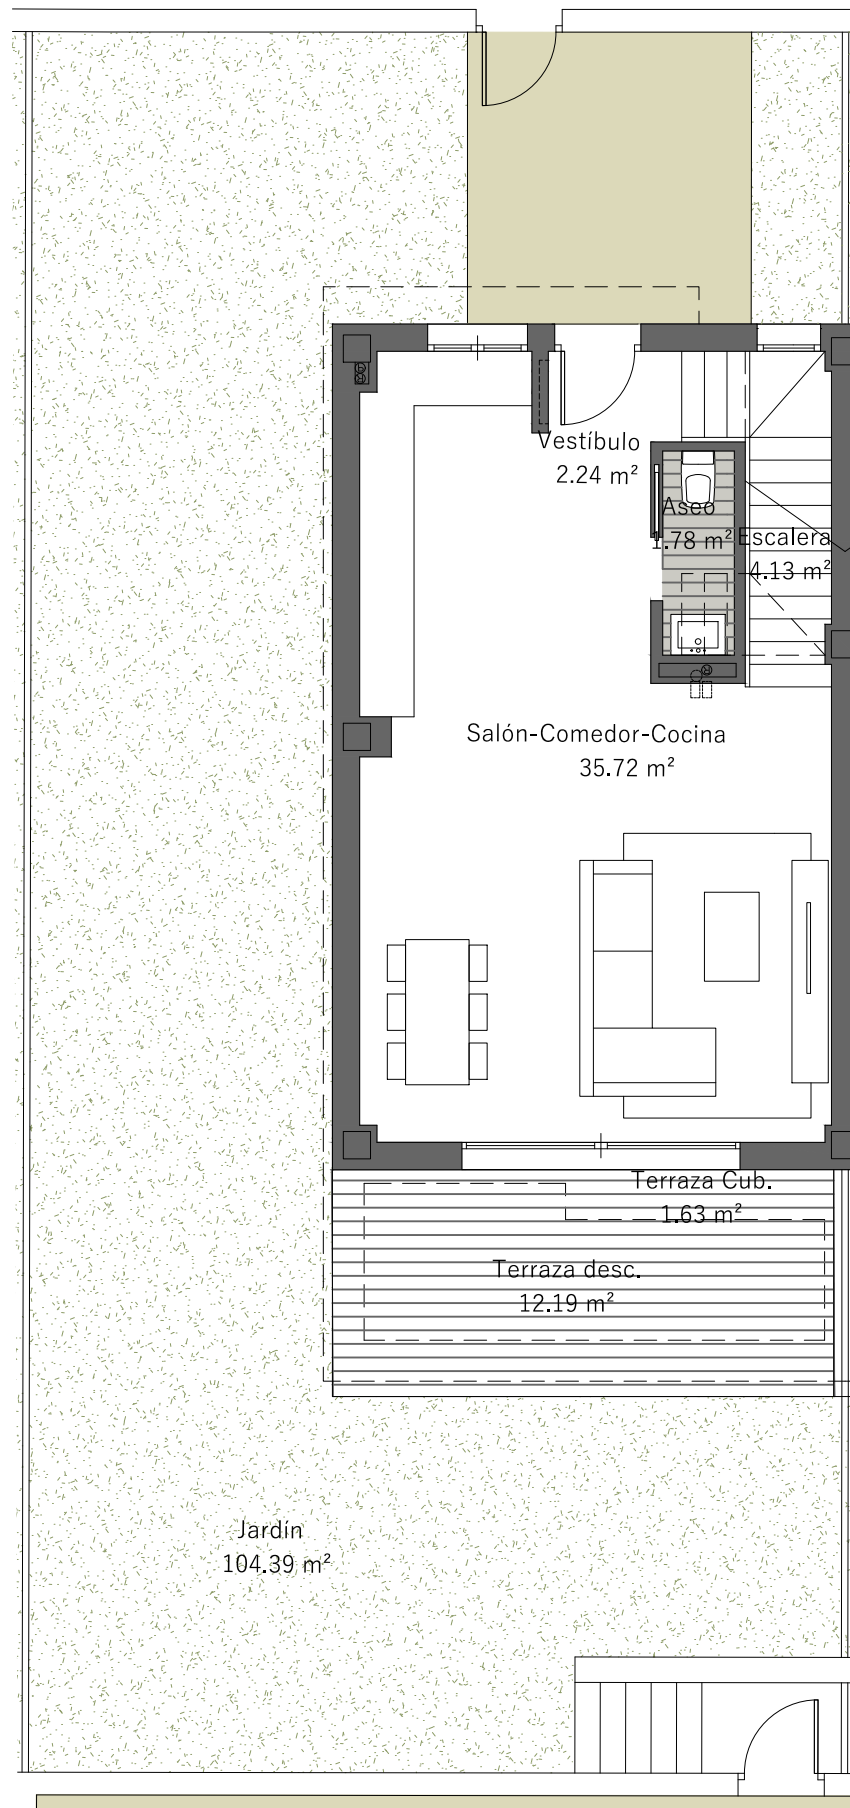 Vestíbulo
2.24 m²
Aseo
1.78 m²
Escalera
4.13 m²
Salón-Comedor-Cocina
35.72 m²
Terraza Cub.
1.63 m²
Terraza desc.
12.19 m²
Jardín
104.39 m²